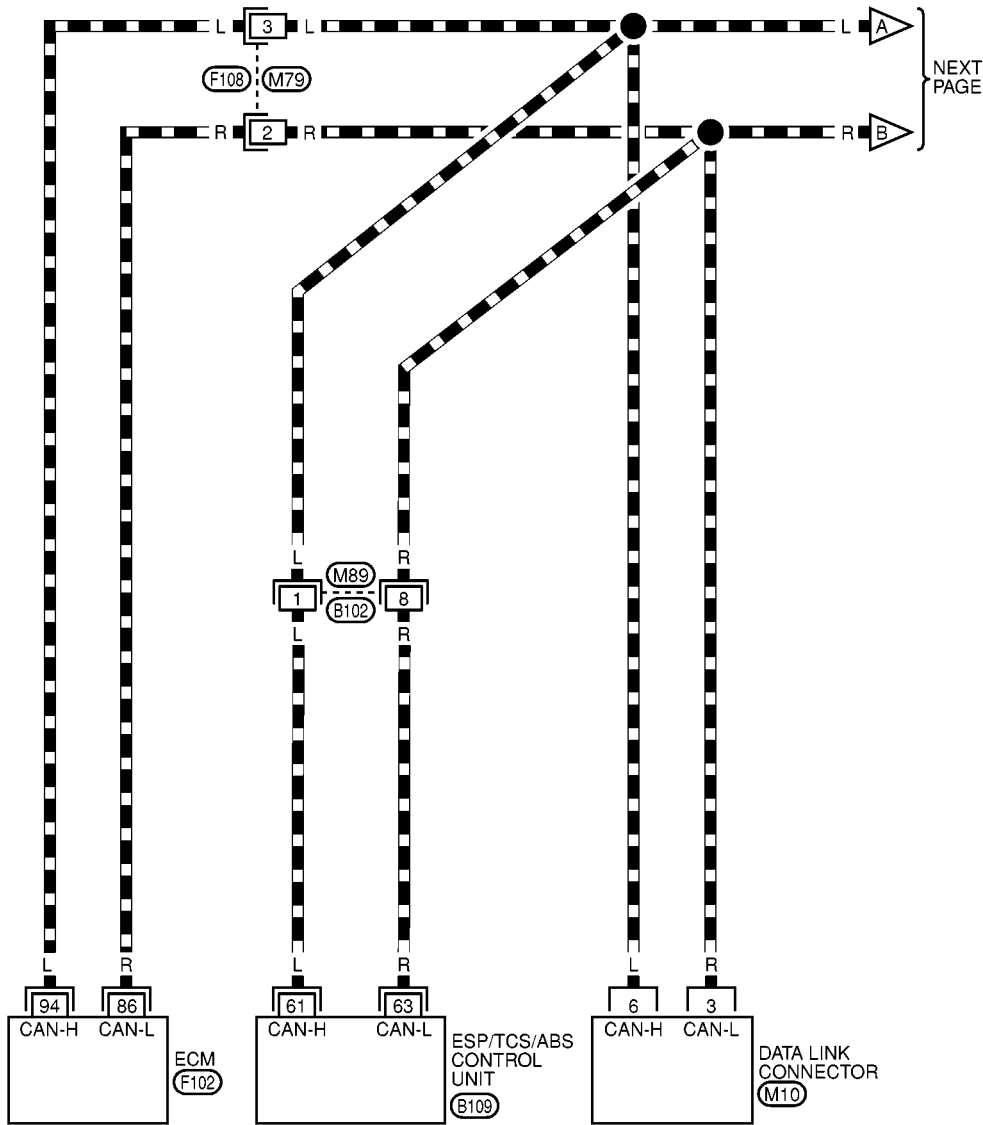 L 3 L L A
F108 M79
NEXT
PAGE
R 2 R R B
L R
M89
1 8
B102
L R
L R L R L R
94 86 61 63 6 3
CAN-H CAN-L CAN-H CAN-L CAN-H CAN-L
ECM
F102
ESP/TCS/ABS
CONTROL
UNIT
B109
DATA LINK
CONNECTOR
M10